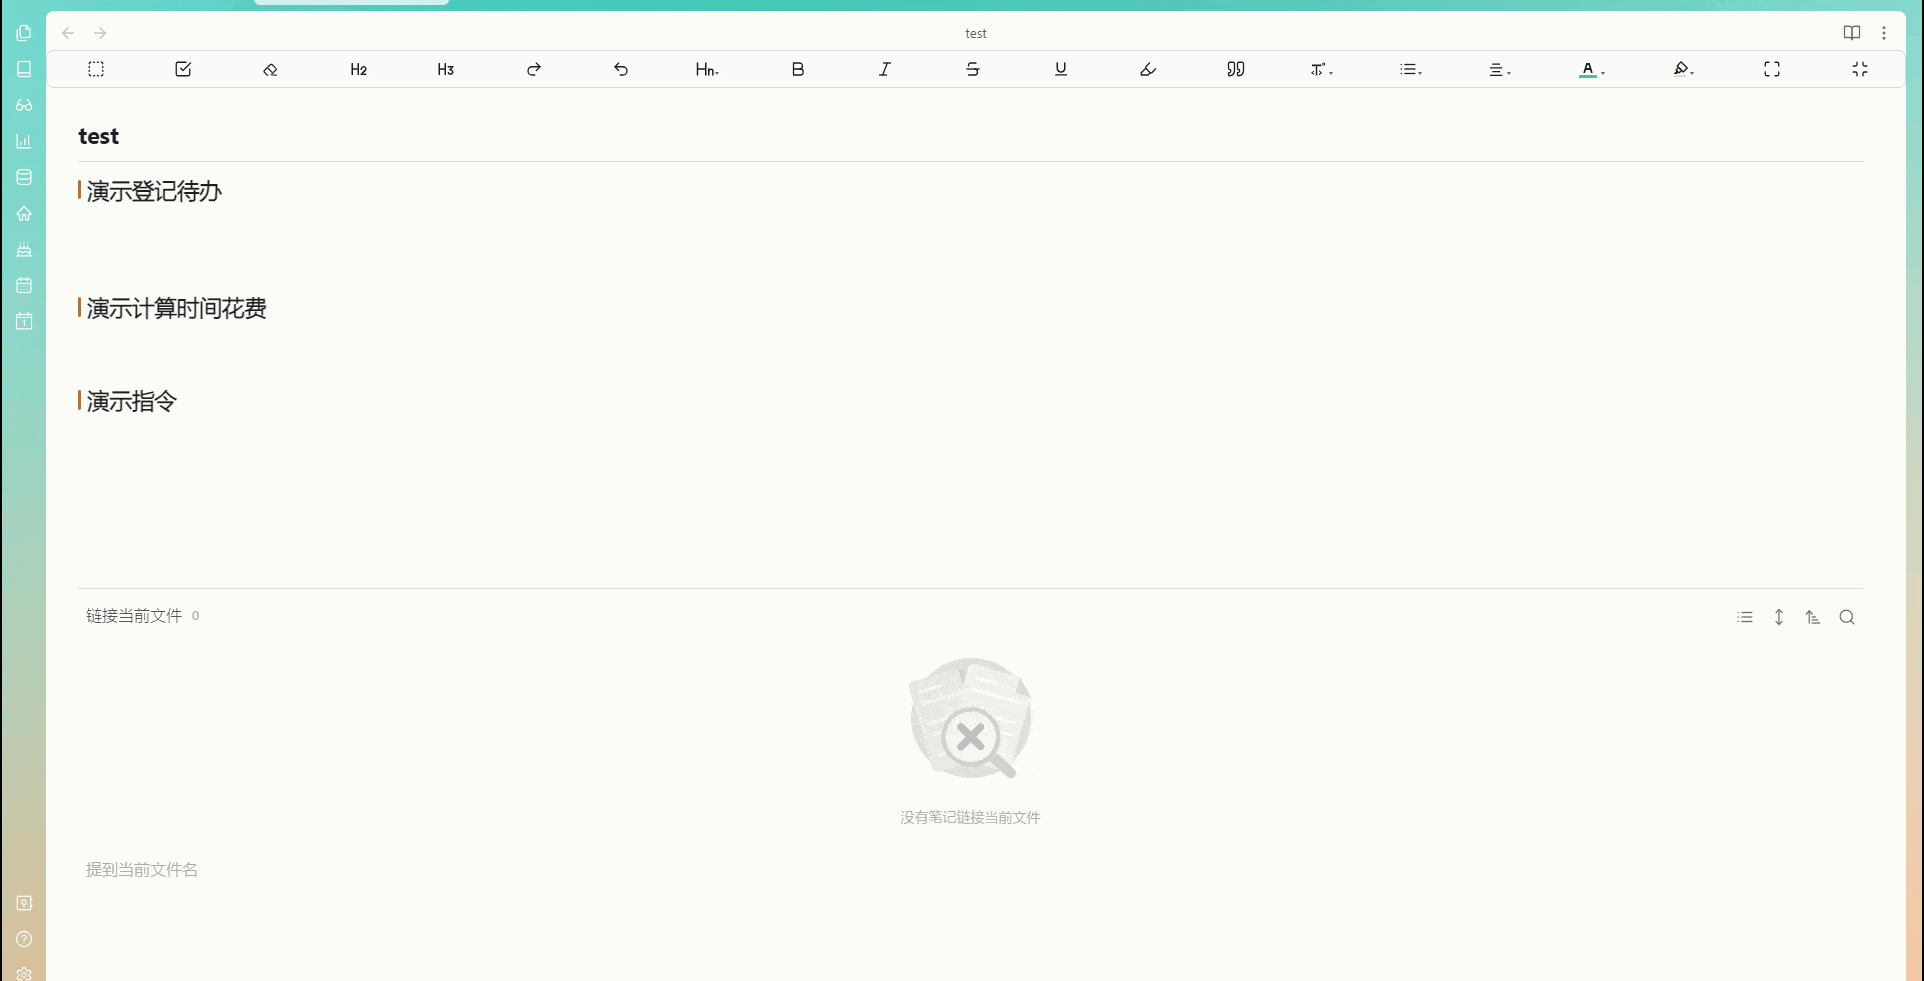 test
H2
H3
Hn
B
I
S
U
A
test
演示登记待办
演示计算时间花费
演示指令
链接当前文件 0
没有笔记链接当前文件
提到当前文件名